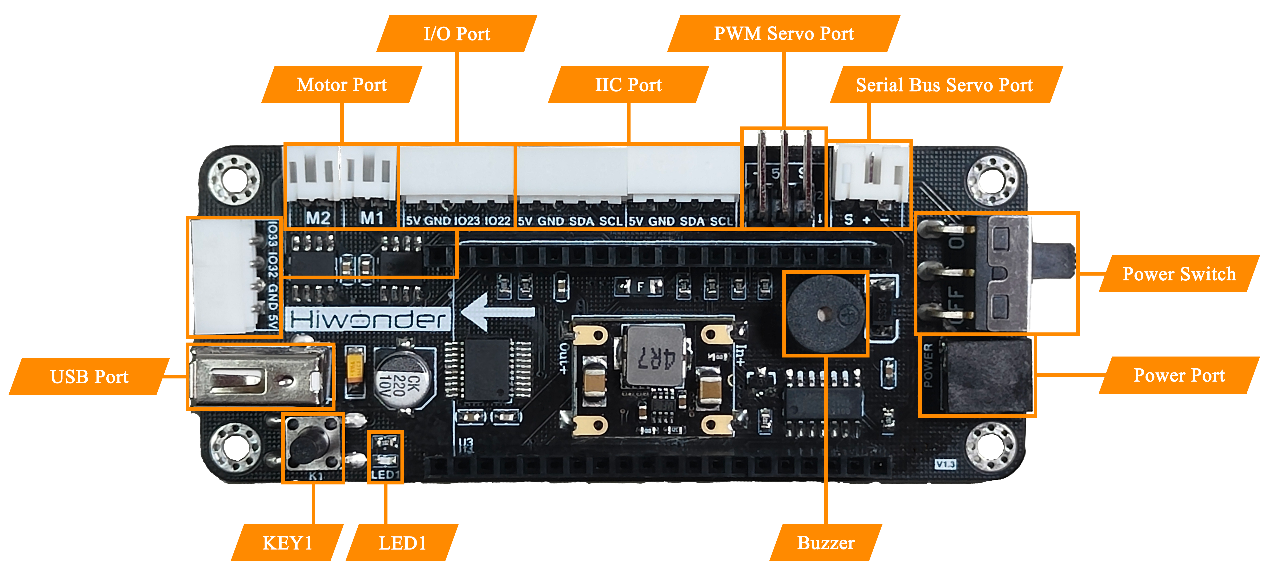 I/O Port
PWM Servo Port
Motor Port
IIC Port
Serial Bus Servo Port
M2
M1
5V GND IO23 IO22
5V GND SDA SCL
5V GND SDA SCL
- 5 S
S + -
IO33 IO32 GND 5V
OFF
Power Switch
Hiwonder
F
USB Port
CK
220
10V
Out+
4R7
In+
POWER
Power Port
U3
K1
LED1
V1.3
KEY1
LED1
Buzzer